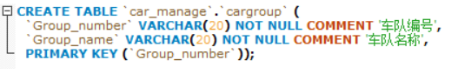 CREATE TABLE `car_manage`.`cargroup` (
`Group_number` VARCHAR(20) NOT NULL COMMENT '车队编号',
`Group_name` VARCHAR(20) NOT NULL COMMENT '车队名称',
PRIMARY KEY (`Group_number`));